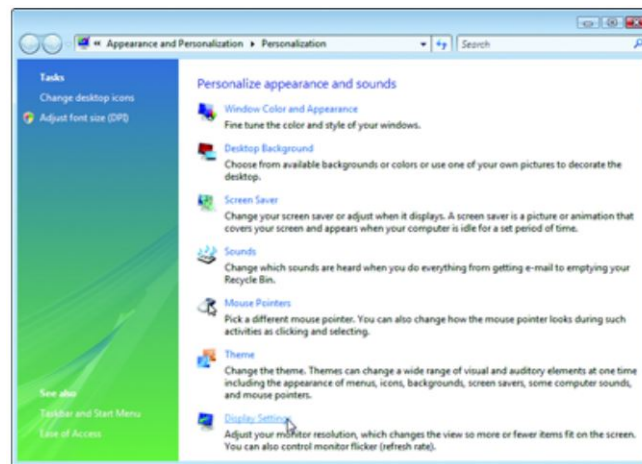 « Appearance and Personalization ▸ Personalization
Search
Tasks
Change desktop icons
Adjust font size (DPI)
Personalize appearance and sounds
Window Color and Appearance
Fine tune the color and style of your windows.
Desktop Background
Choose from available backgrounds or colors or use one of your own pictures to decorate the
desktop.
Screen Saver
Change your screen saver or adjust when it displays. A screen saver is a picture or animation that
covers your screen and appears when your computer is idle for a set period of time.
Sounds
Change which sounds are heard when you do everything from getting e-mail to emptying your
Recycle Bin.
Mouse Pointers
Pick a different mouse pointer. You can also change how the mouse pointer looks during such
activities as clicking and selecting.
Theme
Change the theme. Themes can change a wide range of visual and auditory elements at one time
including the appearance of menus, icons, backgrounds, screen savers, some computer sounds,
and mouse pointers.
Display Settings
Adjust your monitor resolution, which changes the view so more or fewer items fit on the screen.
You can also control monitor flicker (refresh rate).
See also
Taskbar and Start Menu
Ease of Access